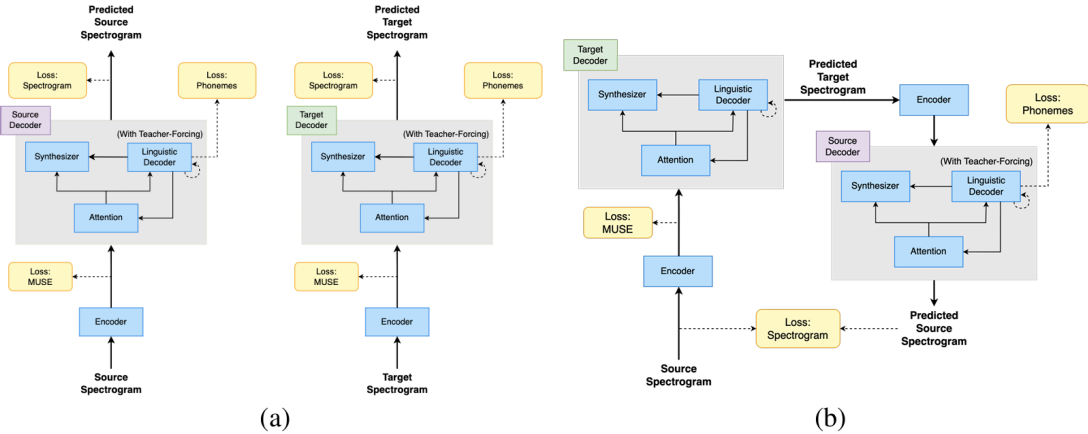 Predicted
Source
Spectrogram
Loss:
Spectrogram
Loss:
Phonemes
Source
Decoder
(With Teacher-Forcing)
Synthesizer
Linguistic
Decoder
Attention
Loss:
MUSE
Encoder
Source
Spectrogram
Predicted
Target
Spectrogram
Loss:
Spectrogram
Loss:
Phonemes
Target
Decoder
(With Teacher-Forcing)
Synthesizer
Linguistic
Decoder
Attention
Loss:
MUSE
Encoder
Target
Spectrogram
(a)
Target
Decoder
Synthesizer
Linguistic
Decoder
Attention
Predicted
Target
Spectrogram
Encoder
Loss:
Phonemes
Source
Decoder
(With Teacher-Forcing)
Synthesizer
Linguistic
Decoder
Attention
Loss:
MUSE
Encoder
Loss:
Spectrogram
Predicted
Source
Spectrogram
Source
Spectrogram
(b)